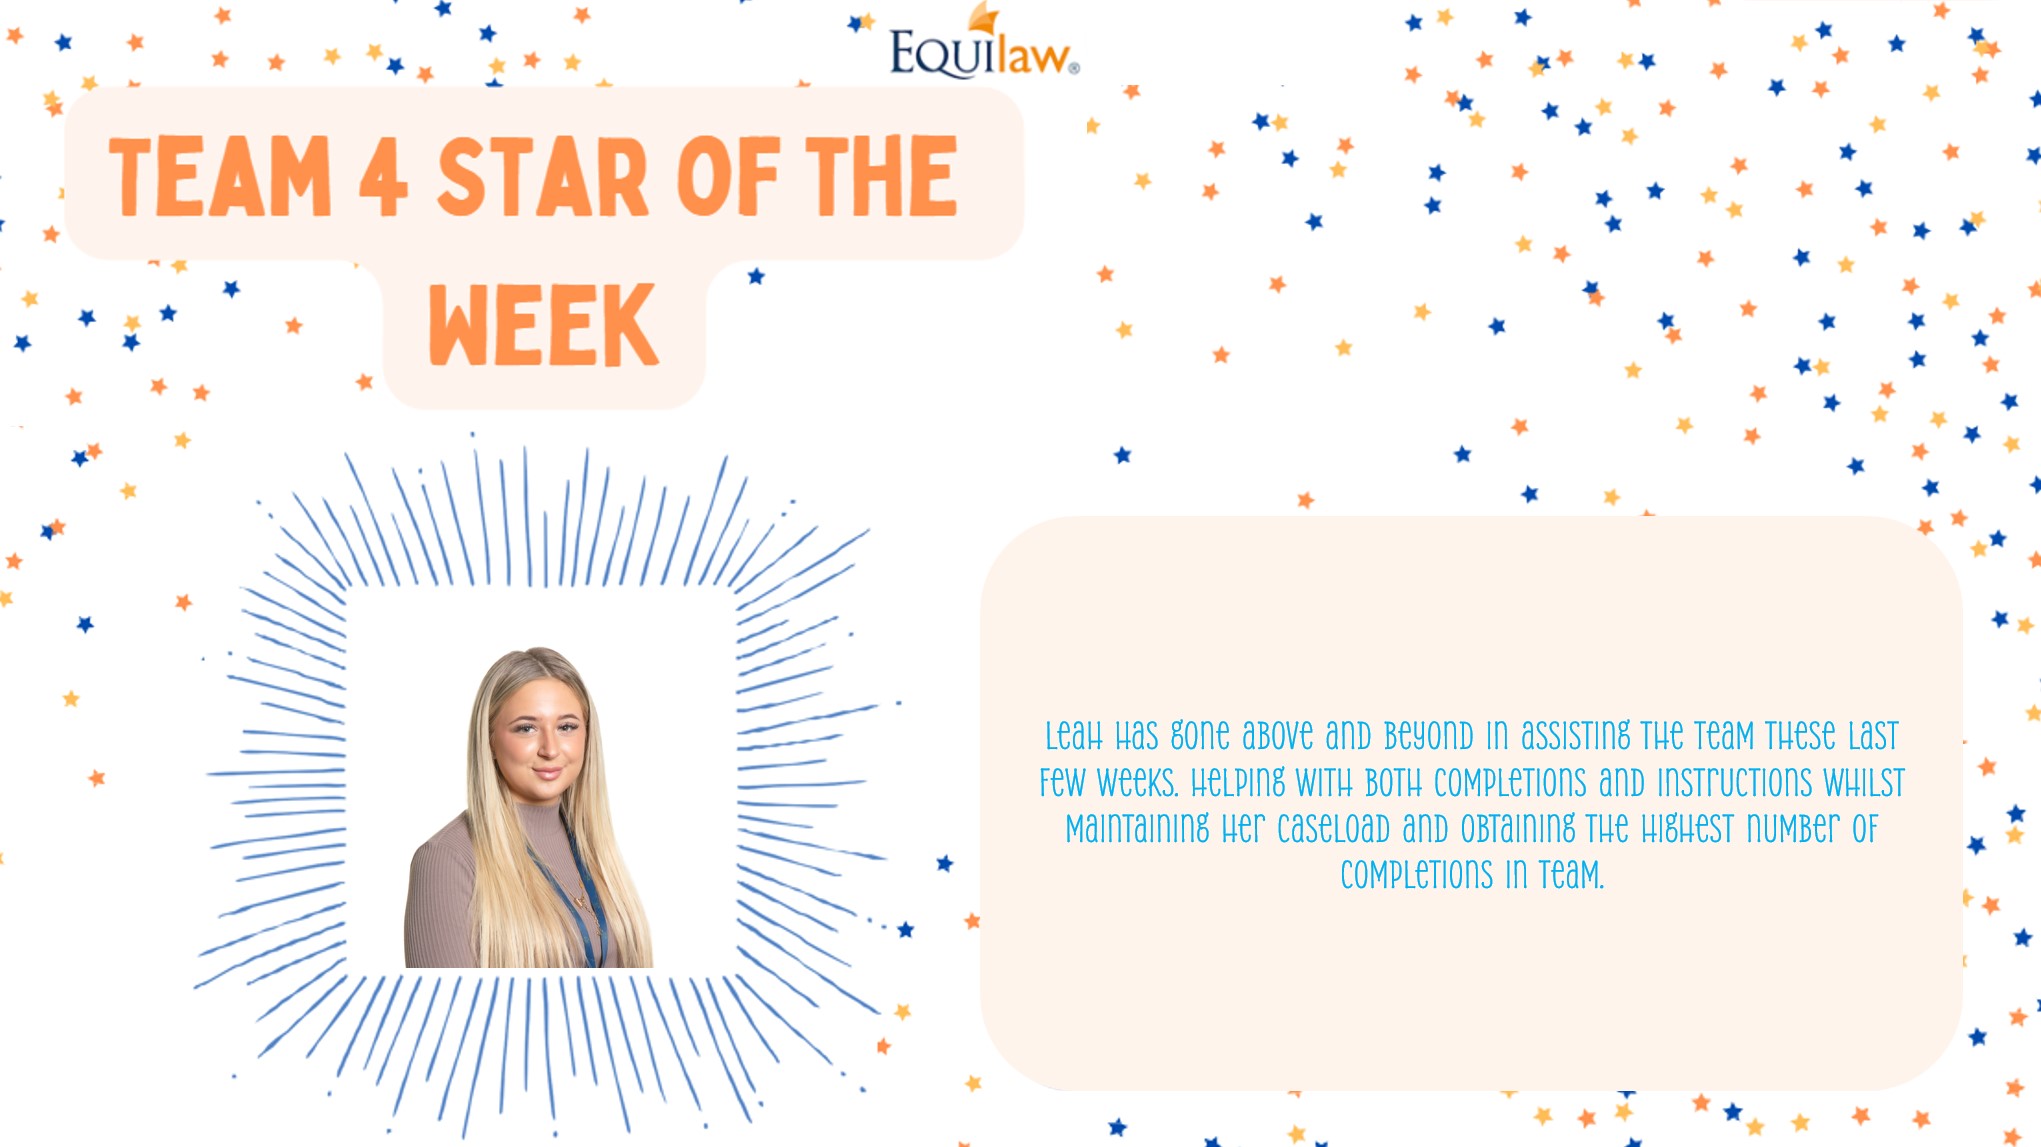 EQUIlaw®
TEAM 4 STAR OF THE
WEEK
Leah has gone above and beyond in assisting the team these last
few weeks. Helping with both completions and instructions whilst
maintaining her caseload and obtaining the highest number of
completions in team.